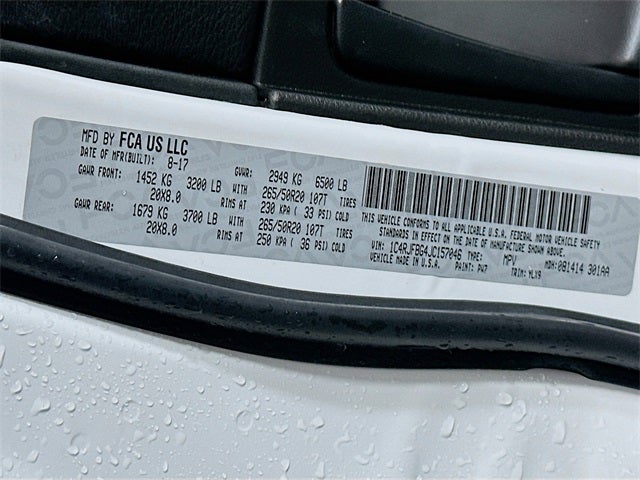 MFD BY FCA US LLC
DATE OF MFR(BUILT): 8-17 GVWR: 2949 KG 6500 LB
GAWR FRONT: 1452 KG 3200 LB WITH 265/50R20 107T TIRES
20X8.0 RIMS AT 230 KPA ( 33 PSI) COLD
GAWR REAR: 1679 KG 3700 LB WITH 265/50R20 107T TIRES
20X8.0 RIMS AT 250 KPA ( 36 PSI) COLD
THIS VEHICLE CONFORMS TO ALL APPLICABLE U.S.A. FEDERAL MOTOR VEHICLE SAFETY
STANDARDS IN EFFECT ON THE DATE OF MANUFACTURE SHOWN ABOVE.
VIN: 1C4RJFBG4JC157046 TYPE: MPV MDH: 081414 301AA
VEHICLE MADE IN U.S.A. PAINT: PW7 TRIM: VLX9